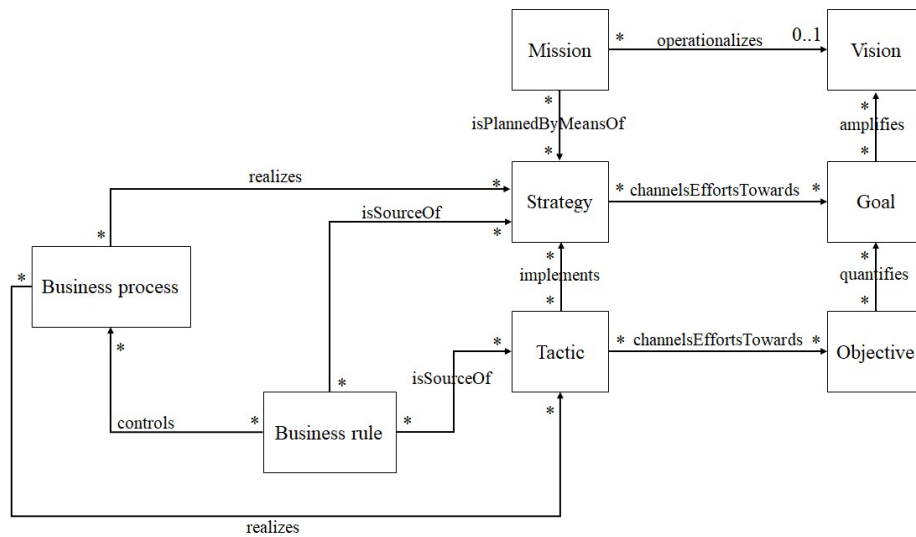 Mission
*
operationalizes
0..1
Vision
*
isPlannedByMeansOf
*
*
amplifies
*
realizes
*
*
Strategy
*
channelsEffortsTowards
*
Goal
isSourceOf
*
*
Business process
*
*
implements
*
*
quantifies
*
*
controls
*
*
Business rule
*
isSourceOf
*
Tactic
*
channelsEffortsTowards
*
Objective
*
realizes